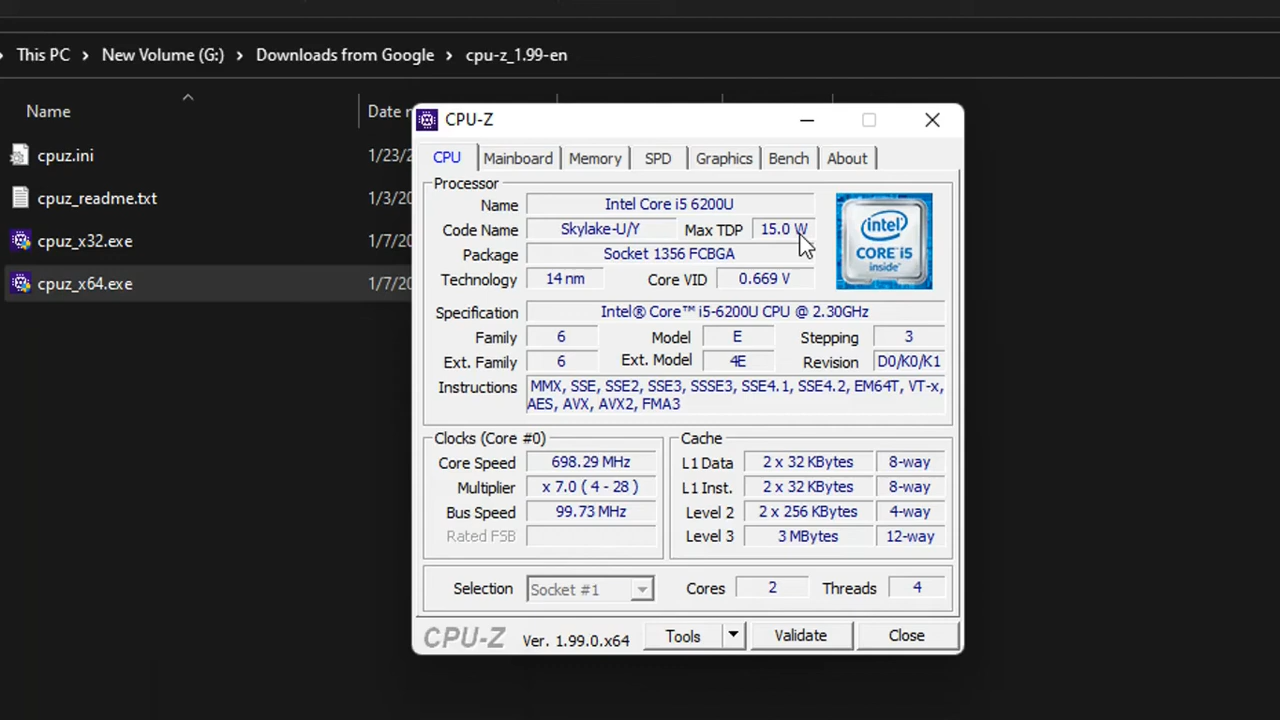 This PC > New Volume (G:) > Downloads from Google > cpu-z_1.99-en
Name
Date
cpuz.ini 1/23/2
cpuz_readme.txt 1/3/20
cpuz_x32.exe 1/7/20
cpuz_x64.exe 1/7/20
CPU-Z
CPU Mainboard Memory SPD Graphics Bench About
Processor
Name Intel Core i5 6200U
Code Name Skylake-U/Y Max TDP 15.0 W
Package Socket 1356 FCBGA
Technology 14 nm Core VID 0.669 V
intel
CORE i5
inside
Specification Intel® Core™ i5-6200U CPU @ 2.30GHz
Family 6 Model E Stepping 3
Ext. Family 6 Ext. Model 4E Revision D0/K0/K1
Instructions MMX, SSE, SSE2, SSE3, SSSE3, SSE4.1, SSE4.2, EM64T, VT-x,
AES, AVX, AVX2, FMA3
Clocks (Core #0)
Core Speed 698.29 MHz
Multiplier x 7.0 ( 4 - 28 )
Bus Speed 99.73 MHz
Rated FSB
Cache
L1 Data 2 x 32 KBytes 8-way
L1 Inst. 2 x 32 KBytes 8-way
Level 2 2 x 256 KBytes 4-way
Level 3 3 MBytes 12-way
Selection Socket #1 Cores 2 Threads 4
CPU-Z Ver. 1.99.0.x64 Tools Validate Close